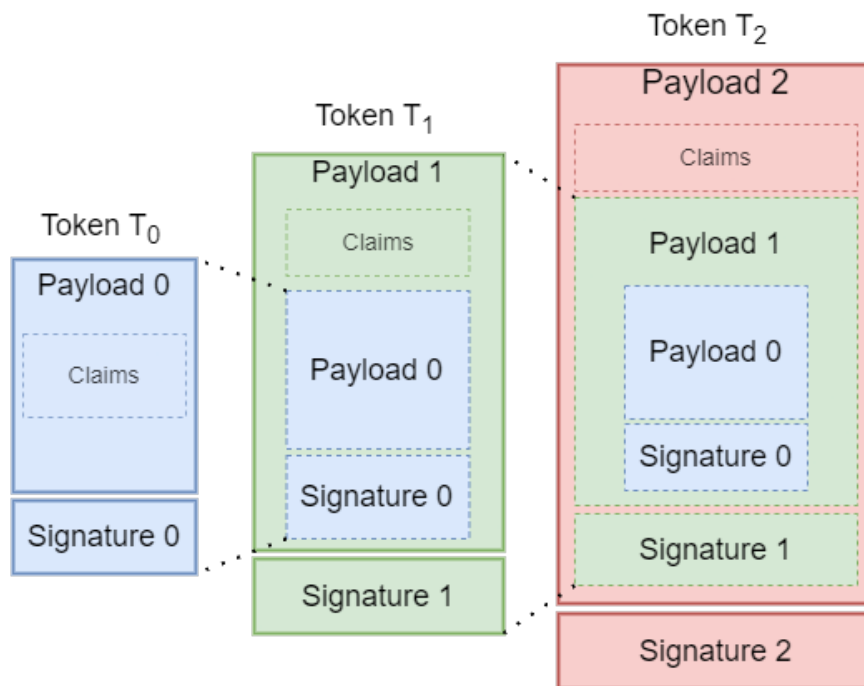 Token T₀
Payload 0
Claims
Signature 0
Token T₁
Payload 1
Claims
Payload 0
Signature 0
Signature 1
Token T₂
Payload 2
Claims
Payload 1
Payload 0
Signature 0
Signature 1
Signature 2